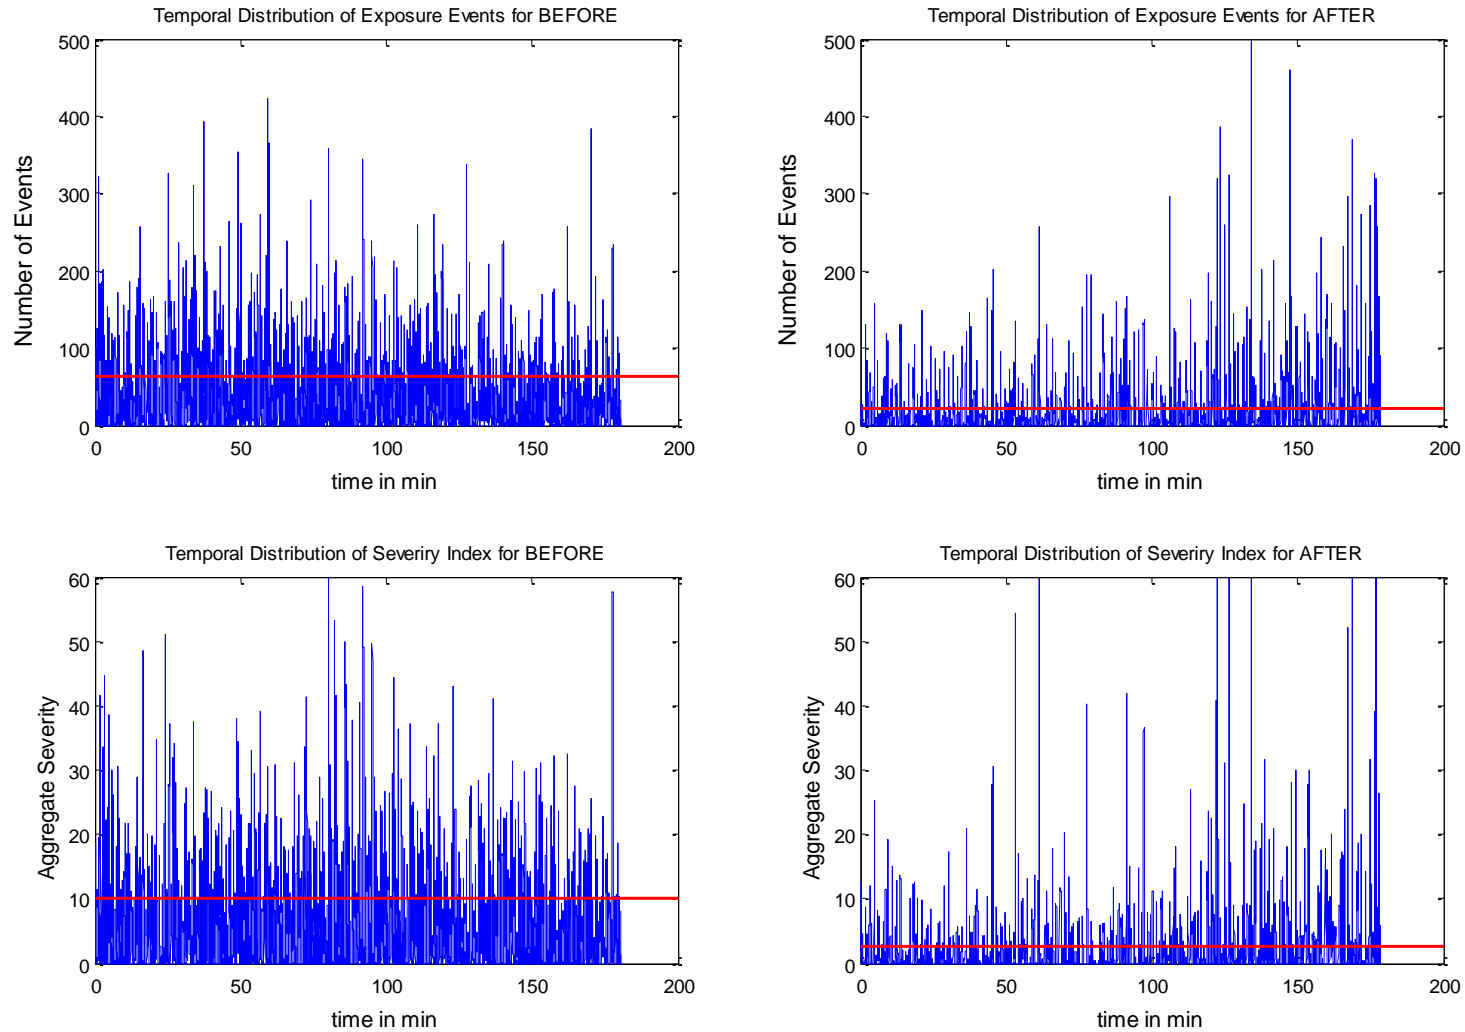 Temporal Distribution of Exposure Events for BEFORE
500
400
300
200
100
0
Number of Events
0 50 100 150 200
time in min
Temporal Distribution of Exposure Events for AFTER
500
400
300
200
100
0
Number of Events
0 50 100 150 200
time in min
Temporal Distribution of Severiry Index for BEFORE
60
50
40
30
20
10
0
Aggregate Severity
0 50 100 150 200
time in min
Temporal Distribution of Severiry Index for AFTER
60
50
40
30
20
10
0
Aggregate Severity
0 50 100 150 200
time in min